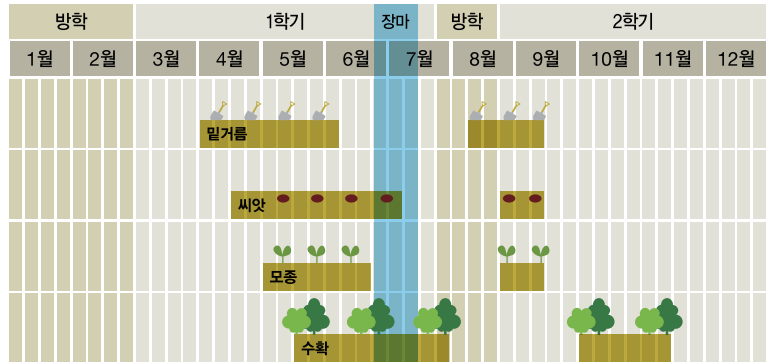 방학 1학기 장마 방학 2학기
1월 2월 3월 4월 5월 6월 7월 8월 9월 10월 11월 12월
밑거름
씨앗
모종
수확